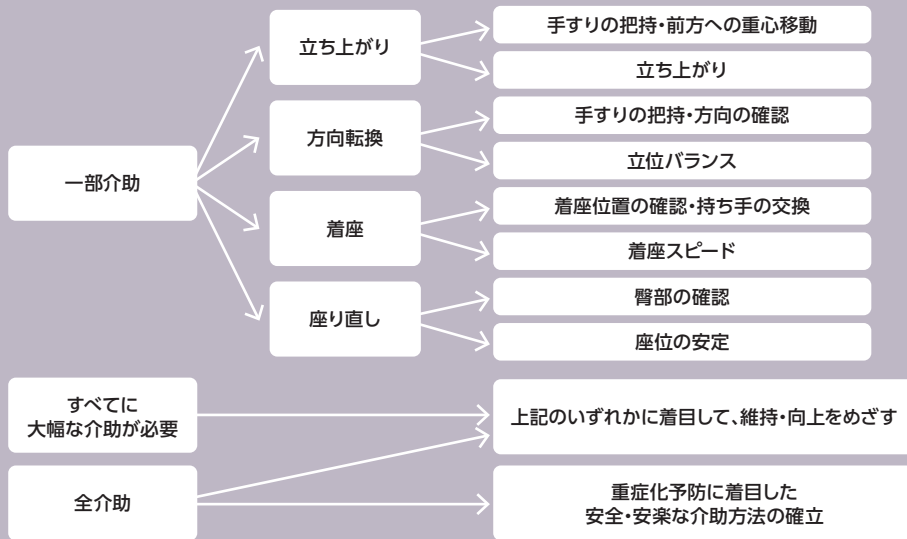 一部介助
立ち上がり
手すりの把持・前方への重心移動
立ち上がり
方向転換
手すりの把持・方向の確認
立位バランス
着座
着座位置の確認・持ち手の交換
着座スピード
座り直し
臀部の確認
座位の安定
すべてに
大幅な介助が必要
上記のいずれかに着目して、維持・向上をめざす
全介助
重症化予防に着目した
安全・安楽な介助方法の確立